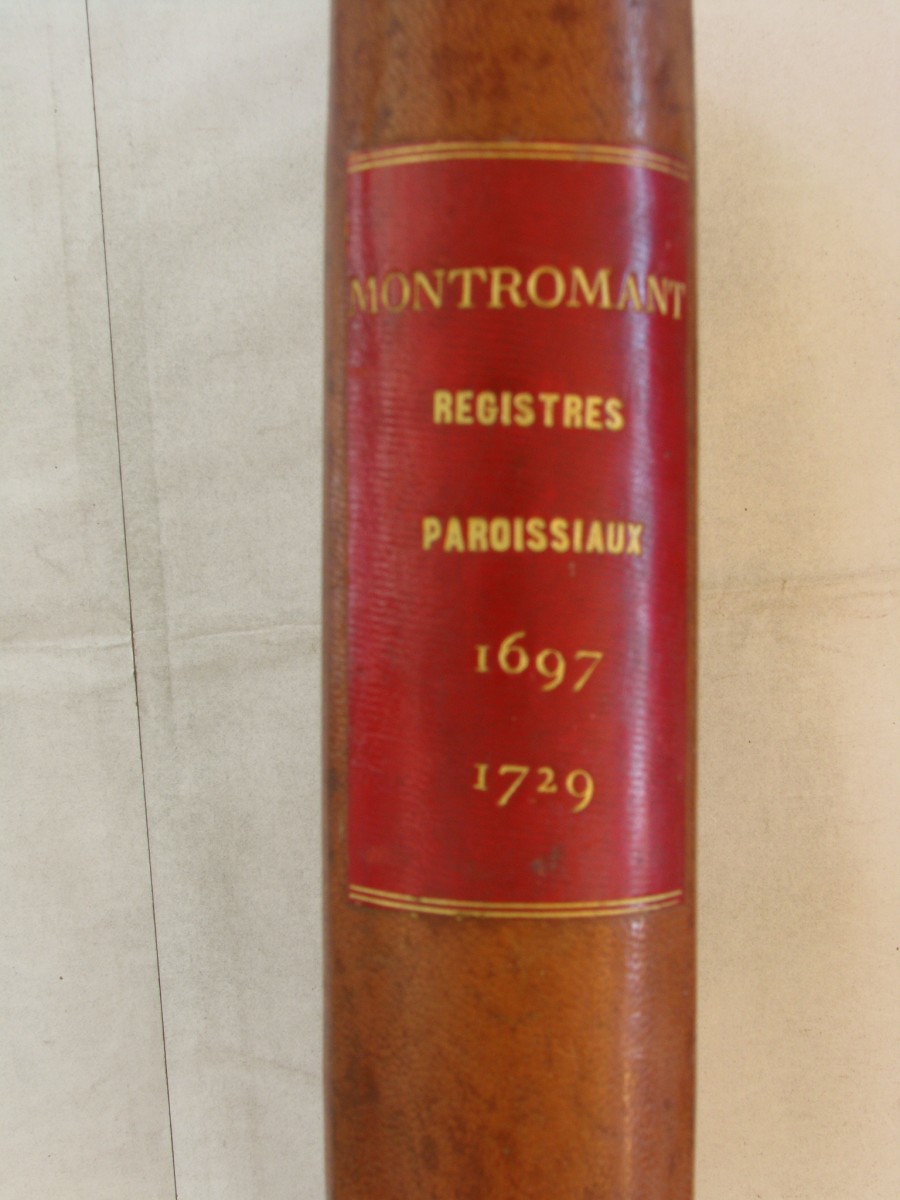 MONTROMANT
REGISTRES
PAROISSIAUX
1697
1729